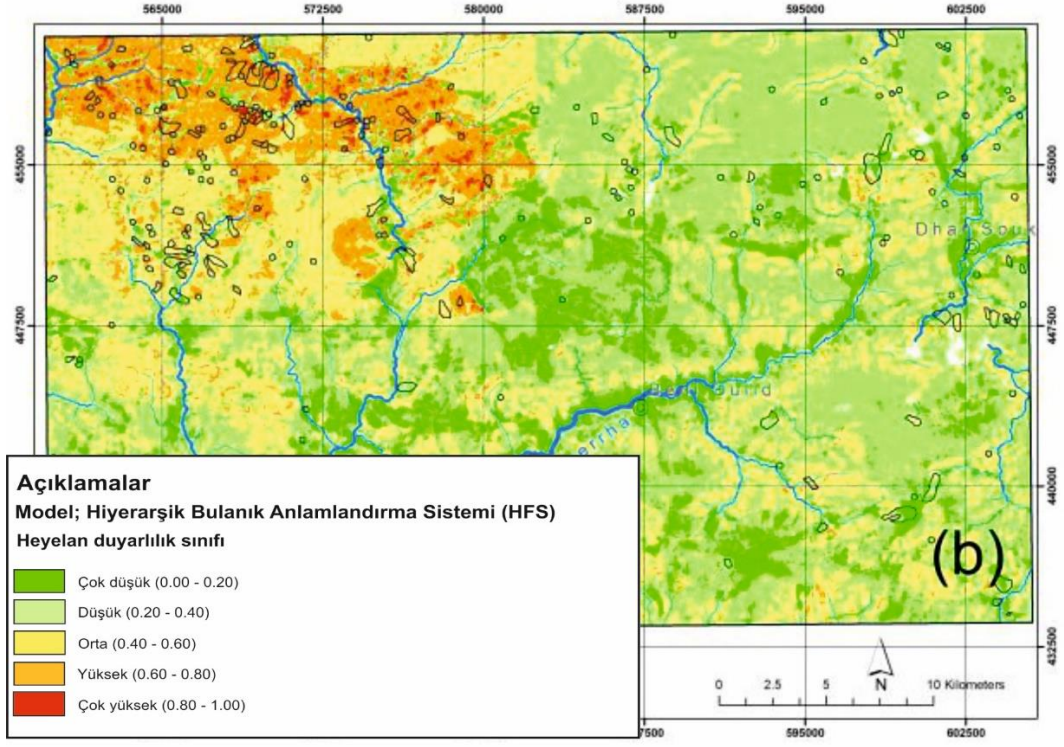 565000 572500 580000 587500 595000 602500
455000 455000
Dhar Souk
447500 447500
errha
440000
(b)
432500
Açıklamalar
Model; Hiyerarşik Bulanık Anlamlandırma Sistemi (HFS)
Heyelan duyarlılık sınıfı
Çok düşük (0.00 - 0.20)
Düşük (0.20 - 0.40)
Orta (0.40 - 0.60)
Yüksek (0.60 - 0.80)
Çok yüksek (0.80 - 1.00)
N
0 2.5 5 10 Kilometers
7500 595000 602500